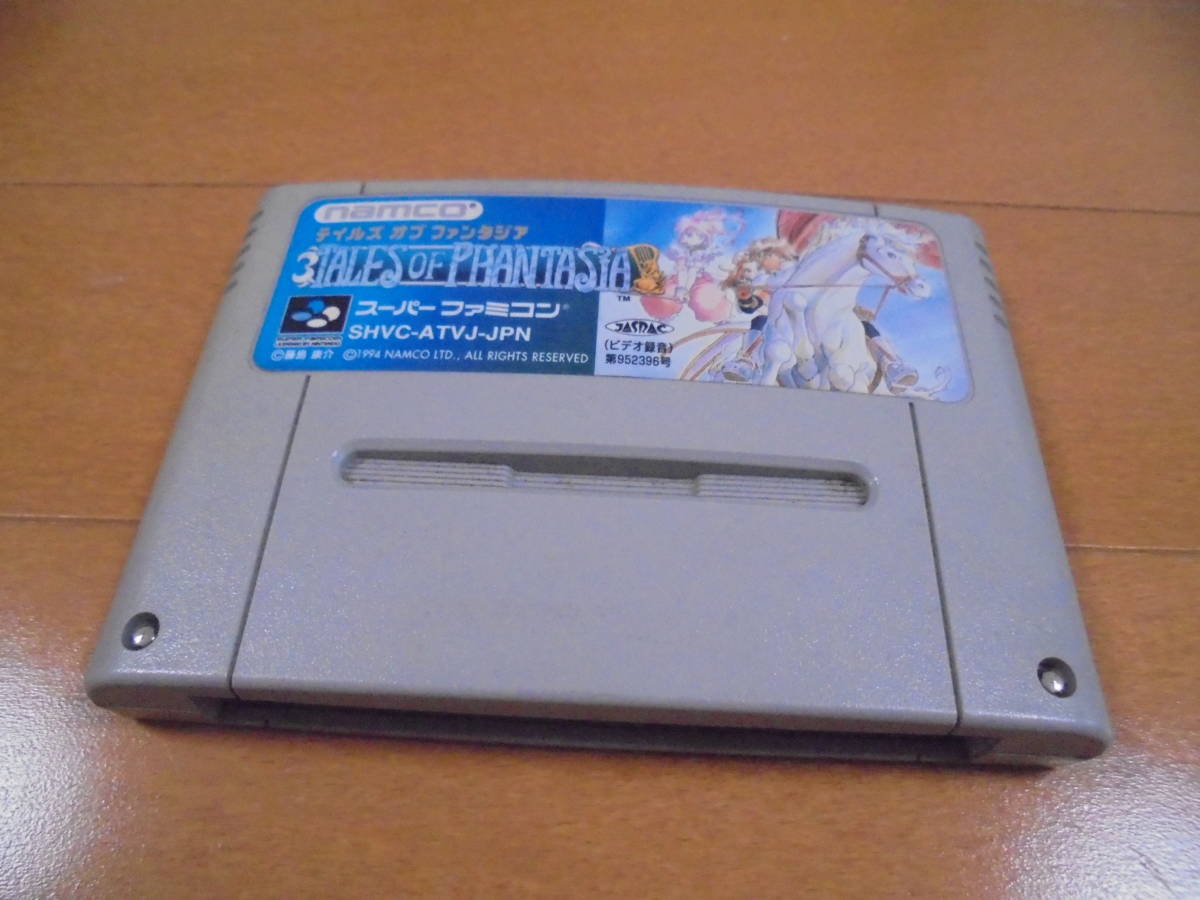 namco
テイルズ オブ ファンタジア
TALES OF PHANTASIA
TM
スーパーファミコン®
SHVC-ATVJ-JPN
©藤島 康介 ©1994 NAMCO LTD., ALL RIGHTS RESERVED
JASRAC
(ビデオ録音)
第952396号